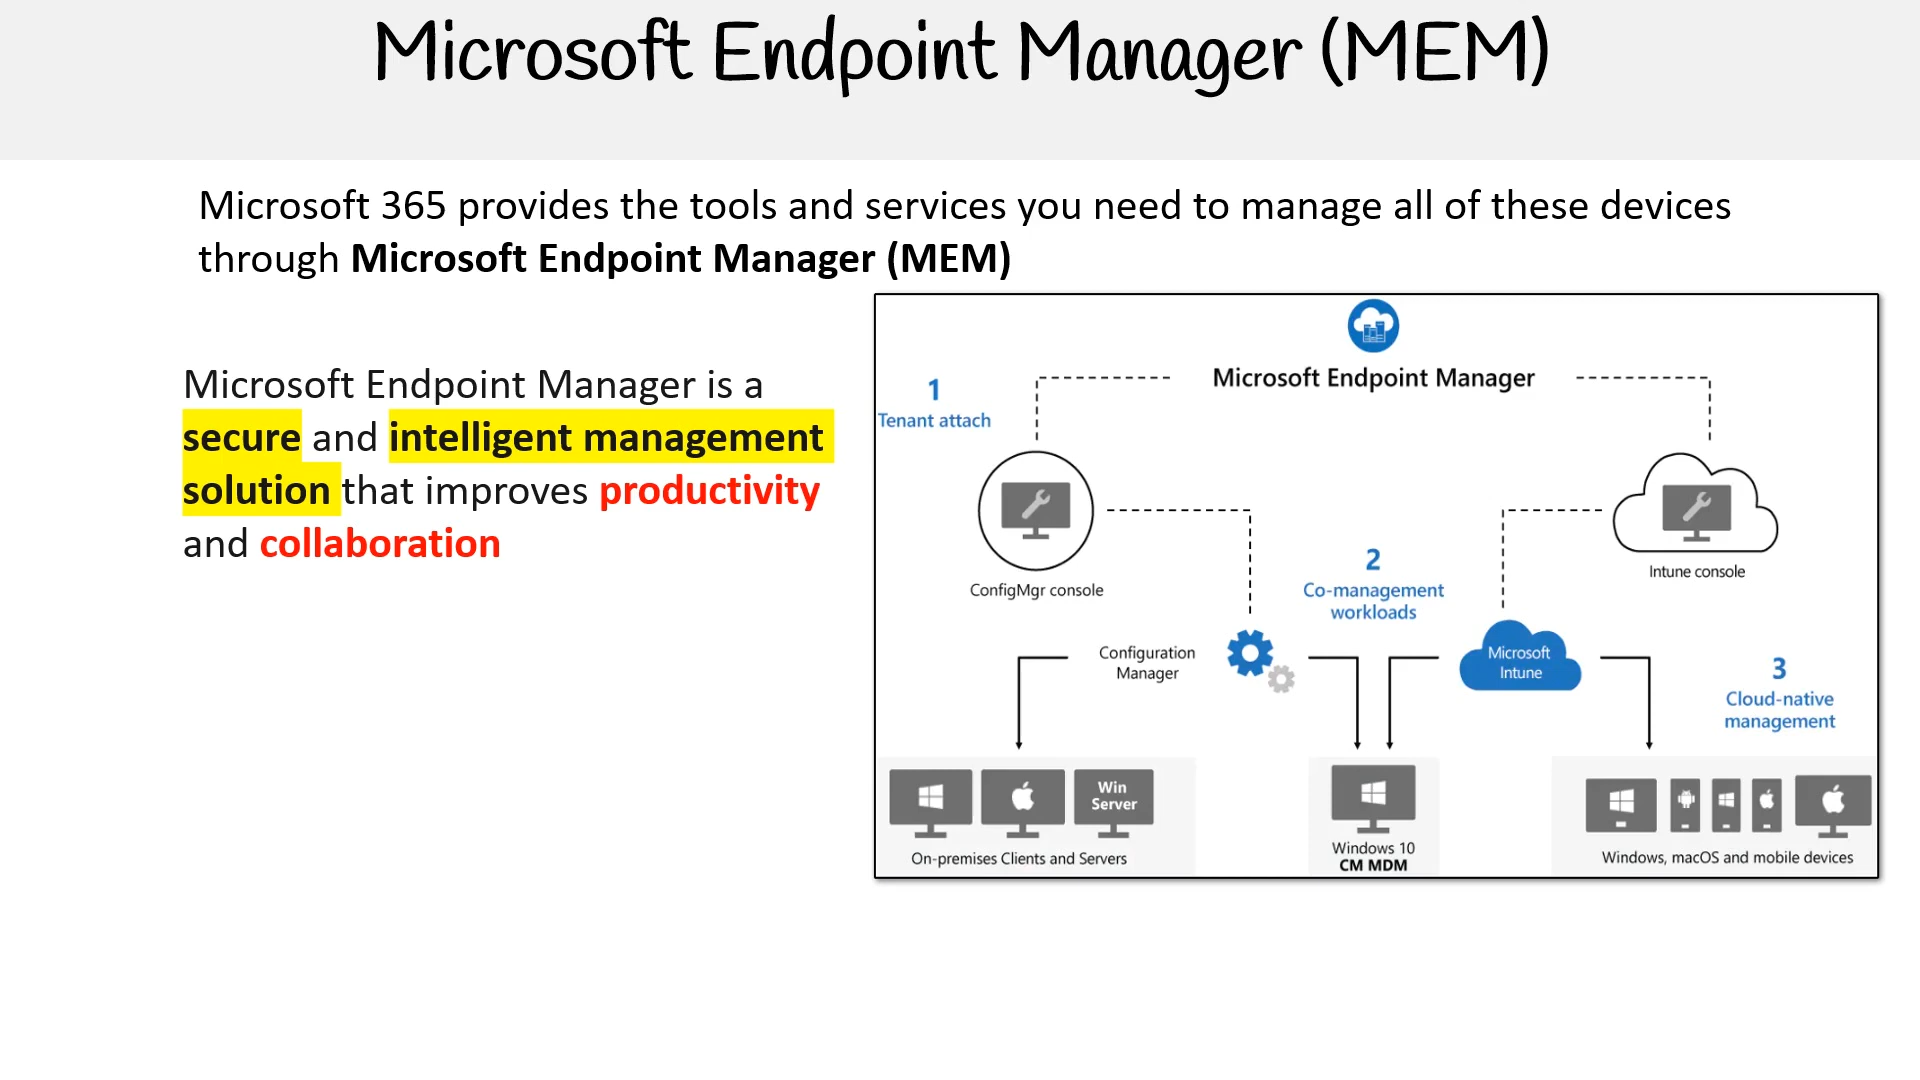 Microsoft Endpoint Manager (MEM)
Microsoft 365 provides the tools and services you need to manage all of these devices
through Microsoft Endpoint Manager (MEM)
Microsoft Endpoint Manager is a
secure and intelligent management
solution that improves productivity
and collaboration
Microsoft Endpoint Manager
1
Tenant attach
ConfigMgr console
2
Co-management
workloads
Intune console
Configuration
Manager
Microsoft
Intune
3
Cloud-native
management
Win
Server
On-premises Clients and Servers
Windows 10
CM MDM
Windows, macOS and mobile devices